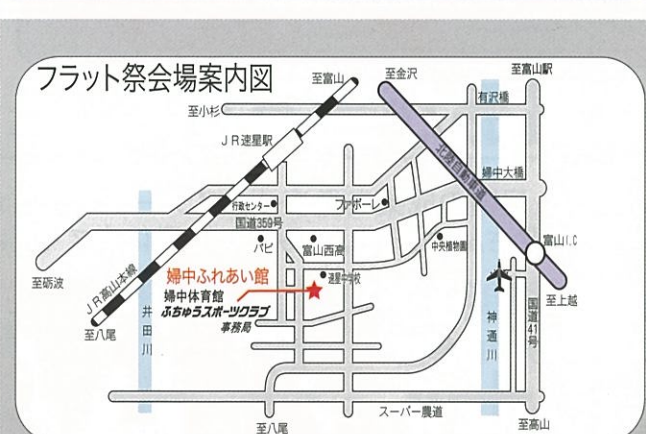 フラット祭会場案内図
至富山
至金沢
至富山駅
至小杉
有沢橋
JR速星駅
北陸自動車道
婦中大橋
行政センター
ファボーレ
国道359号
パピ
富山西高
中央植物園
富山I.C
至砺波
JR高山本線
婦中ふれあい館
速星中学校
婦中体育館
ふちゅうスポーツクラブ
事務局
至上越
至八尾
井田川
神通川
国道41号
スーパー農道
至八尾
至高山